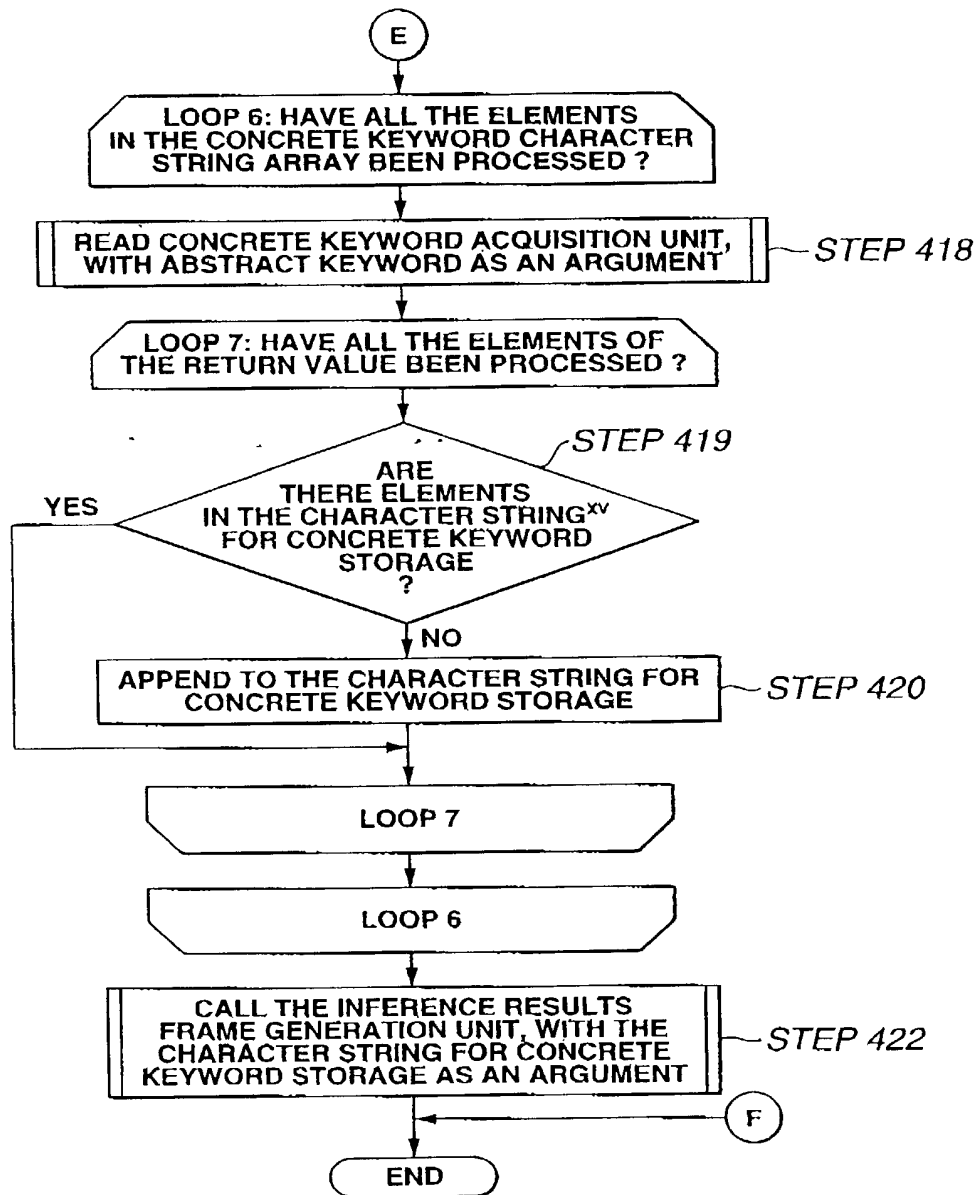 E
LOOP 6: HAVE ALL THE ELEMENTS
IN THE CONCRETE KEYWORD CHARACTER
STRING ARRAY BEEN PROCESSED ?
READ CONCRETE KEYWORD ACQUISITION UNIT,
WITH ABSTRACT KEYWORD AS AN ARGUMENT
STEP 418
LOOP 7: HAVE ALL THE ELEMENTS OF
THE RETURN VALUE BEEN PROCESSED ?
STEP 419
ARE
THERE ELEMENTS
IN THE CHARACTER STRINGxv
FOR CONCRETE KEYWORD
STORAGE
?
YES
NO
APPEND TO THE CHARACTER STRING FOR
CONCRETE KEYWORD STORAGE
STEP 420
LOOP 7
LOOP 6
CALL THE INFERENCE RESULTS
FRAME GENERATION UNIT, WITH THE
CHARACTER STRING FOR CONCRETE
KEYWORD STORAGE AS AN ARGUMENT
STEP 422
F
END